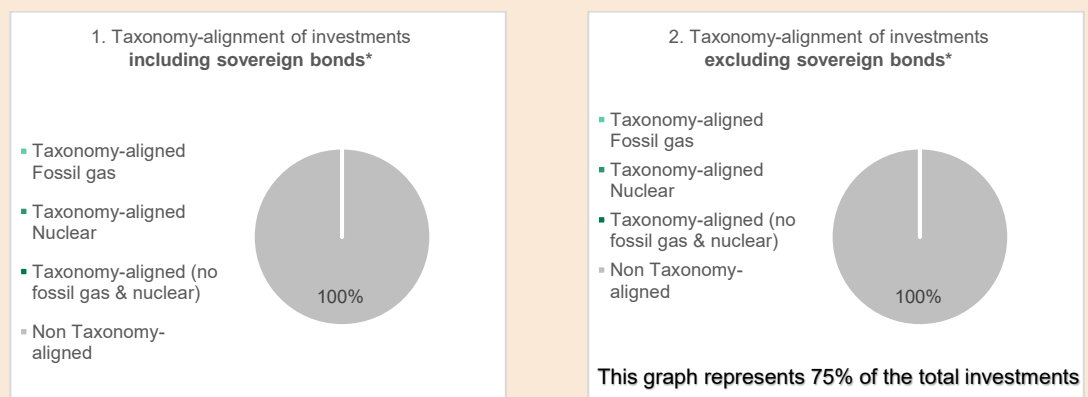 1. Taxonomy-alignment of investments
including sovereign bonds*
Taxonomy-aligned
Fossil gas
Taxonomy-aligned
Nuclear
Taxonomy-aligned (no
fossil gas & nuclear)
Non Taxonomy-
aligned
100%
2. Taxonomy-alignment of investments
excluding sovereign bonds*
Taxonomy-aligned
Fossil gas
Taxonomy-aligned
Nuclear
Taxonomy-aligned (no
fossil gas & nuclear)
Non Taxonomy-
aligned
100%
This graph represents 75% of the total investments